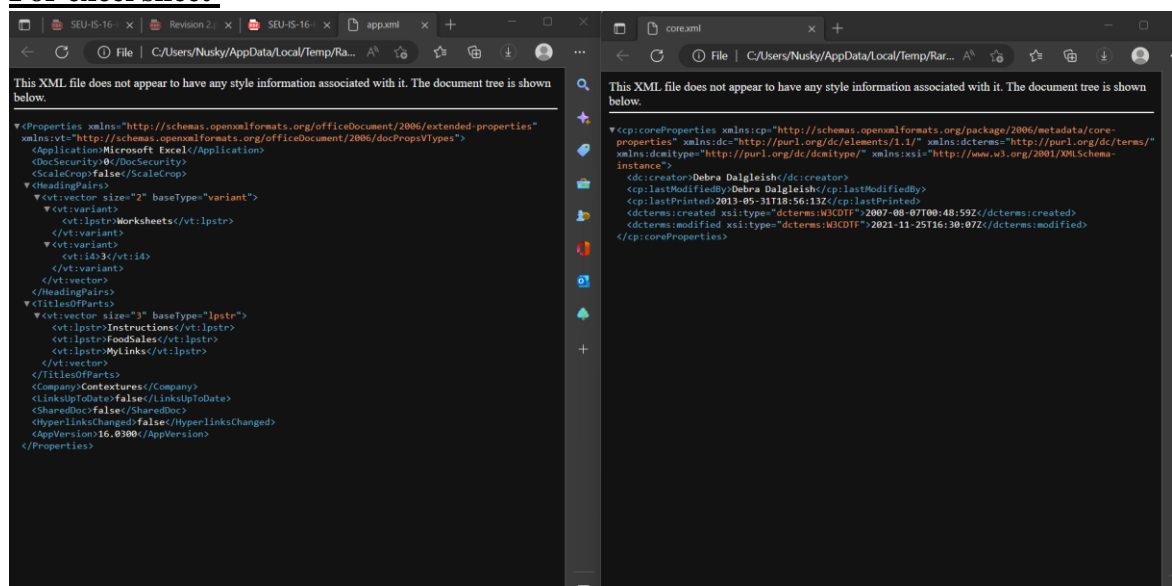 For excel sheet
SEU-IS-16-
Revision 2.p
SEU-IS-16-
app.xml
File | C:/Users/Nusky/AppData/Local/Temp/Ra...
This XML file does not appear to have any style information associated with it. The document tree is shown
below.
▼<Properties xmlns="http://schemas.openxmlformats.org/officeDocument/2006/extended-properties"
xmlns:vt="http://schemas.openxmlformats.org/officeDocument/2006/docPropsVTypes">
<Application>Microsoft Excel</Application>
<DocSecurity>0</DocSecurity>
<ScaleCrop>false</ScaleCrop>
▼<HeadingPairs>
▼<vt:vector size="2" baseType="variant">
▼<vt:variant>
<vt:lpstr>Worksheets</vt:lpstr>
</vt:variant>
▼<vt:variant>
<vt:i4>3</vt:i4>
</vt:variant>
</vt:vector>
</HeadingPairs>
▼<TitlesOfParts>
▼<vt:vector size="3" baseType="lpstr">
<vt:lpstr>Instructions</vt:lpstr>
<vt:lpstr>FoodSales</vt:lpstr>
<vt:lpstr>MyLinks</vt:lpstr>
</vt:vector>
</TitlesOfParts>
<Company>Contextures</Company>
<LinksUpToDate>false</LinksUpToDate>
<SharedDoc>false</SharedDoc>
<HyperlinksChanged>false</HyperlinksChanged>
<AppVersion>16.0300</AppVersion>
</Properties>
core.xml
File | C:/Users/Nusky/AppData/Local/Temp/Rar...
This XML file does not appear to have any style information associated with it. The document tree is shown
below.
▼<cp:coreProperties xmlns:cp="http://schemas.openxmlformats.org/package/2006/metadata/core-
properties" xmlns:dc="http://purl.org/dc/elements/1.1/" xmlns:dcterms="http://purl.org/dc/terms/"
xmlns:dcmitype="http://purl.org/dc/dcmitype/" xmlns:xsi="http://www.w3.org/2001/XMLSchema-
instance">
<dc:creator>Debra Dalgleish</dc:creator>
<cp:lastModifiedBy>Debra Dalgleish</cp:lastModifiedBy>
<cp:lastPrinted>2013-05-31T18:56:13Z</cp:lastPrinted>
<dcterms:created xsi:type="dcterms:W3CDTF">2007-08-07T00:48:59Z</dcterms:created>
<dcterms:modified xsi:type="dcterms:W3CDTF">2021-11-25T16:30:07Z</dcterms:modified>
</cp:coreProperties>